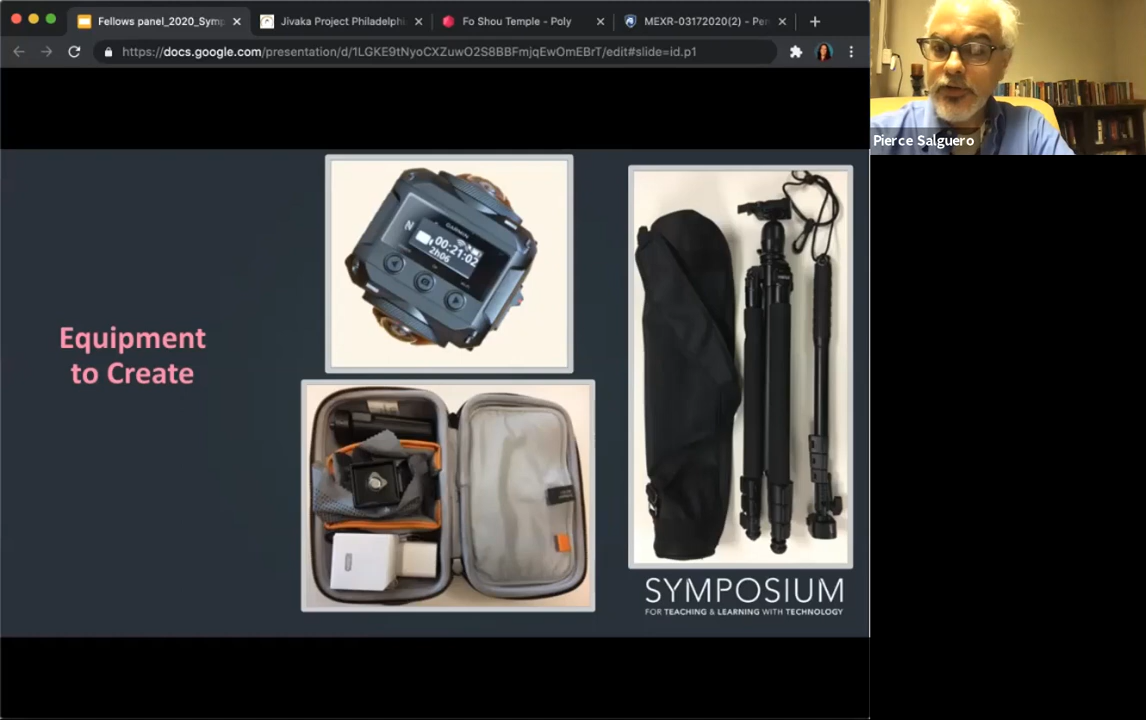 Fellows panel_2020_Symp
Jivaka Project Philadelphi
Fo Shou Temple - Poly
MEXR-03172020(2) - Pen
https://docs.google.com/presentation/d/1LGKE9tNyoCXZuwO2S8BBFmjqEwOmEBrT/edit#slide=id.p1
Pierce Salguero
Equipment
to Create
GARMIN
N
00:21:02
2h06
SYMPOSIUM
FOR TEACHING & LEARNING WITH TECHNOLOGY